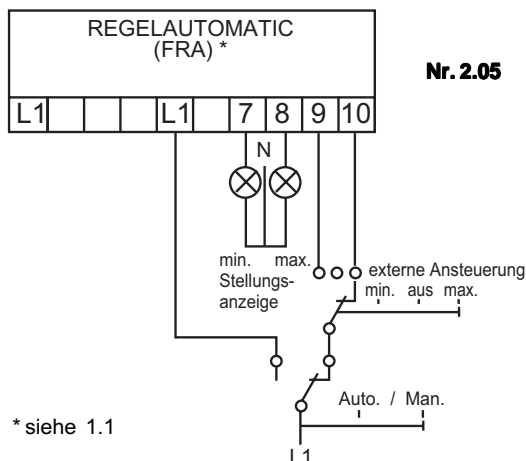 REGELAUTOMATIC
(FRA) *
Nr. 2.05
L1 L1 7 8 9 10
N
min. max.
Stellungs-
anzeige
externe Ansteuerung
min. aus max.
Auto. / Man.
* siehe 1.1
L1